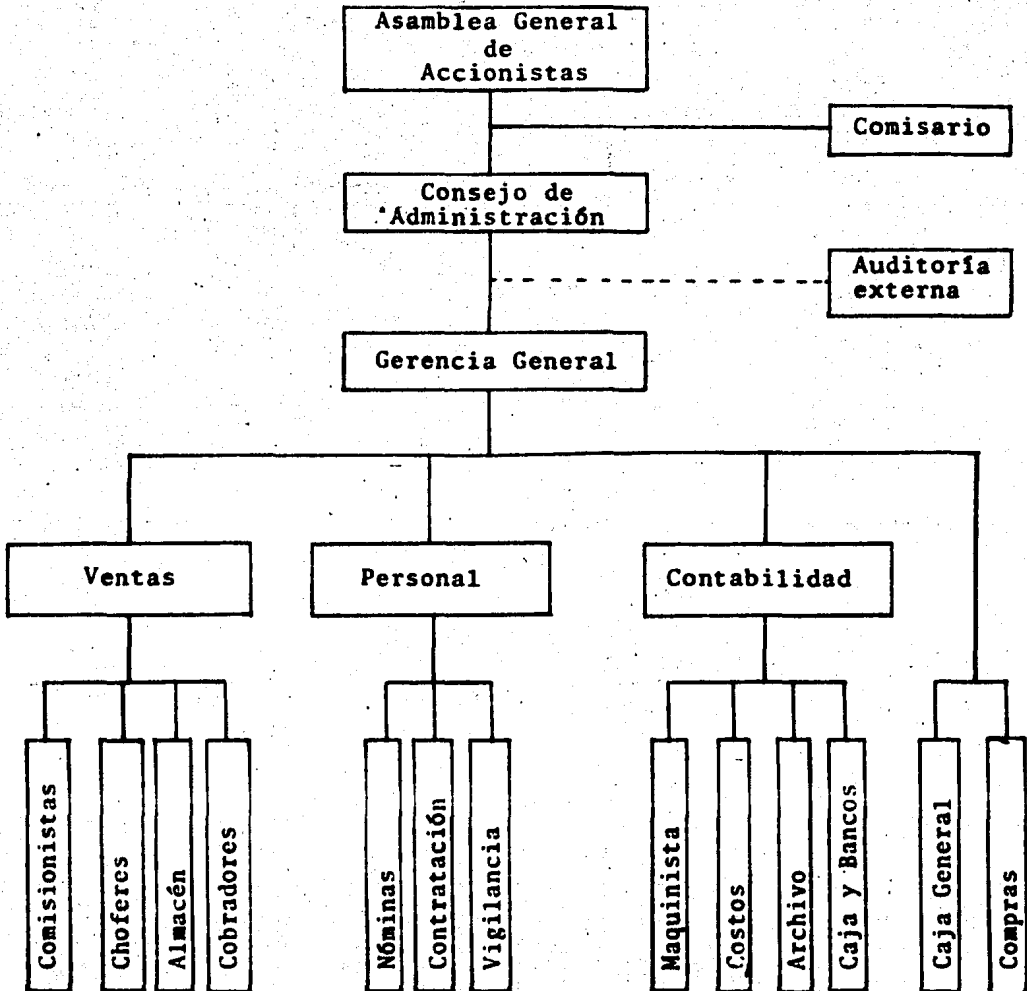 Asamblea General
de
Accionistas
Comisario
Consejo de
Administración
Auditoría
externa
Gerencia General
Ventas
Personal
Contabilidad
Comisionistas
Choferes
Almacén
Cobradores
Nóminas
Contratación
Vigilancia
Maquinista
Costos
Archivo
Caja y Bancos
Caja General
Compras